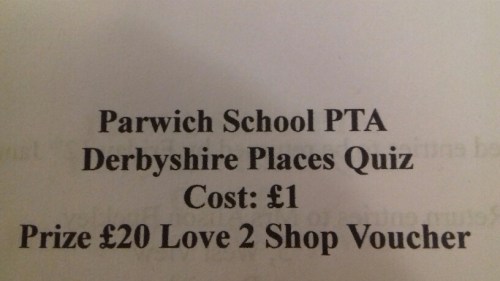 Parwich School PTA
Derbyshire Places Quiz
Cost: £1
Prize £20 Love 2 Shop Voucher